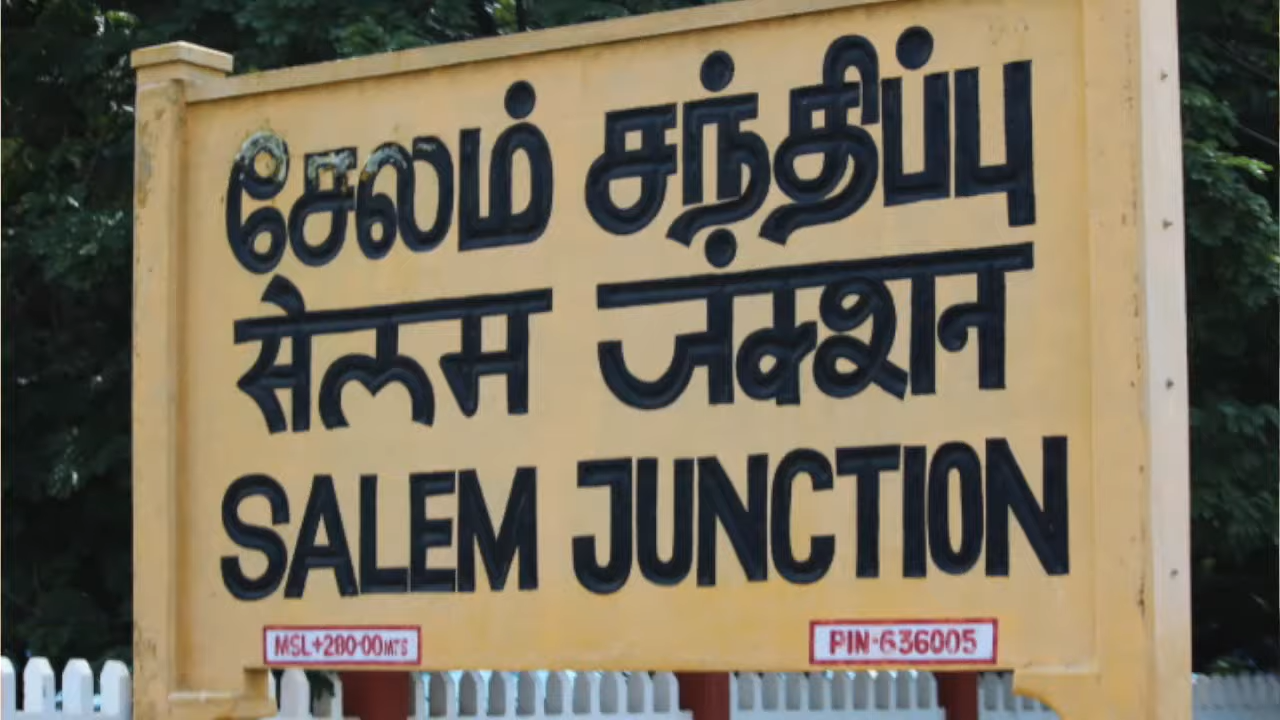 சேலம் சந்திப்பு
सेलम जंक्शन
SALEM JUNCTION
MSL+280·00MTS
PIN-636005